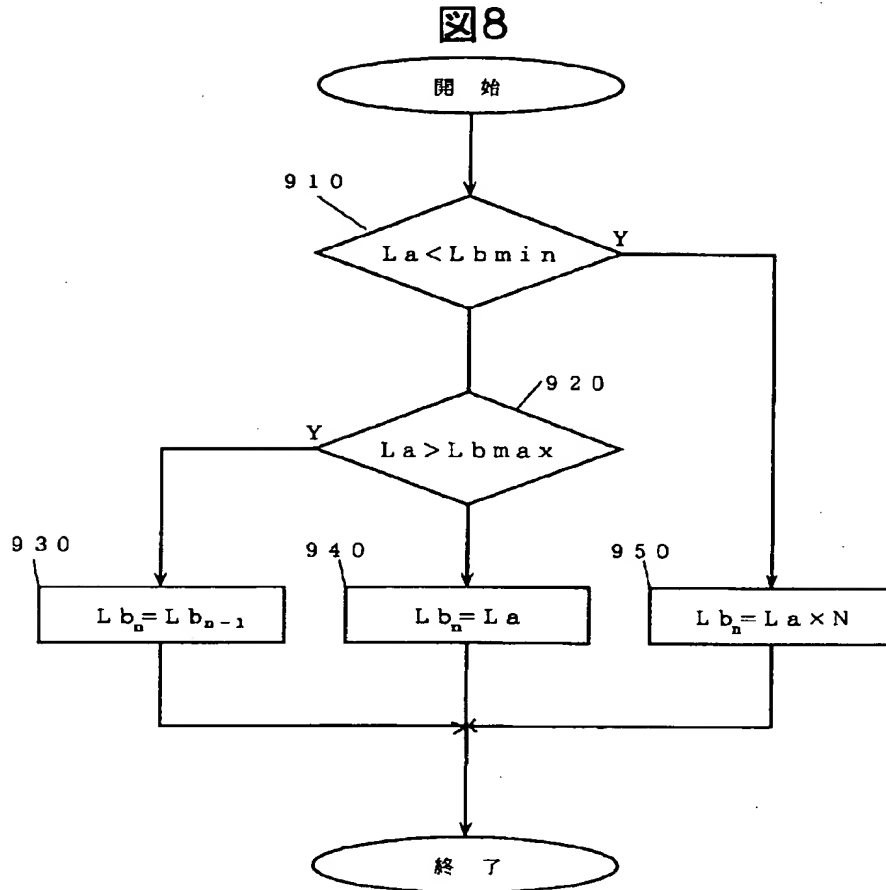 図8
開 始
910
La<Lbmin
Y
920
La>Lbmax
Y
930
Lbₙ=Lbₙ₋₁
940
Lbₙ=La
950
Lbₙ=La×N
終 了